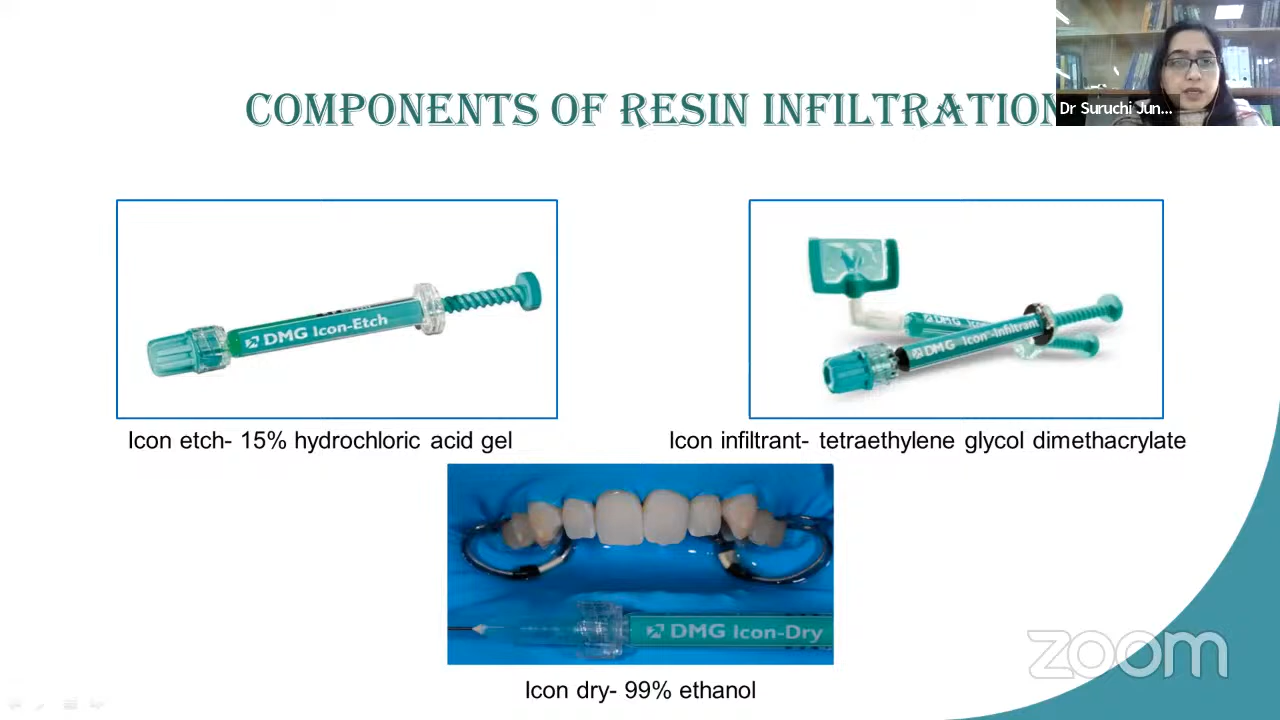 COMPONENTS OF RESIN INFILTRATION
Dr Suruchi Jun...
DMG Icon-Etch
DMG Icon-Infiltrant
Icon etch- 15% hydrochloric acid gel
Icon infiltrant- tetraethylene glycol dimethacrylate
DMG Icon-Dry
Icon dry- 99% ethanol
zoom